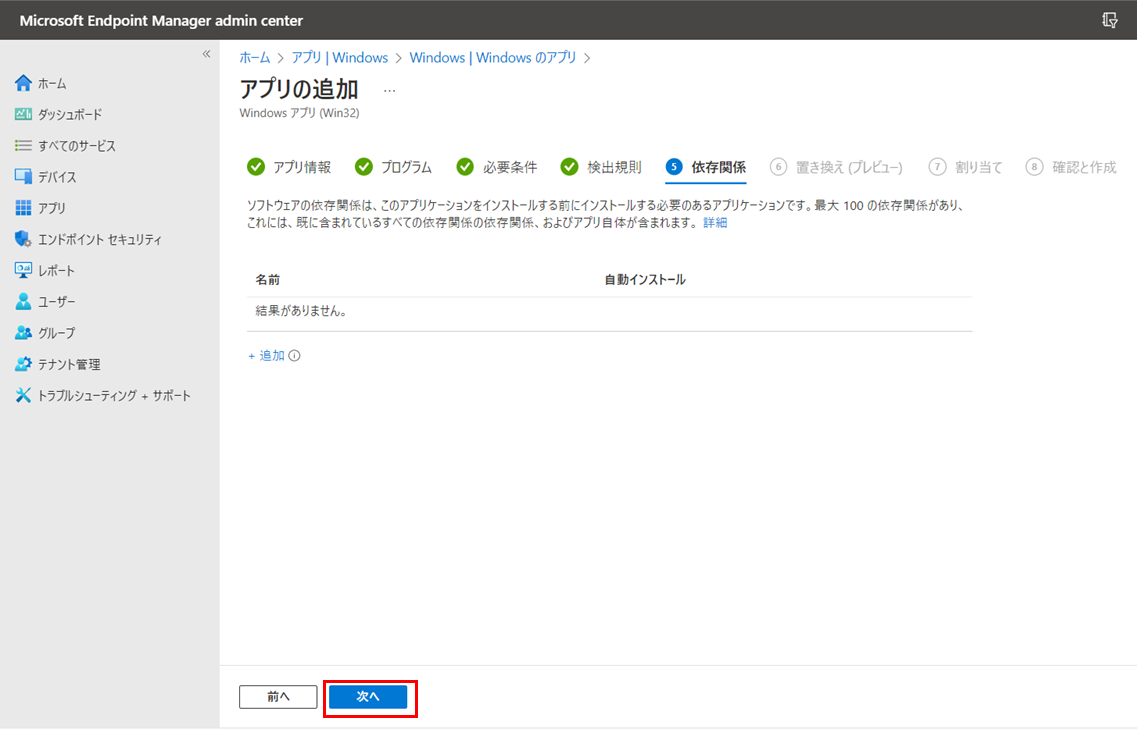 Microsoft Endpoint Manager admin center
«
ホーム
ダッシュボード
すべてのサービス
デバイス
アプリ
エンドポイント セキュリティ
レポート
ユーザー
グループ
テナント管理
トラブルシューティング + サポート
ホーム > アプリ | Windows > Windows | Windows のアプリ >
アプリの追加 ...
Windows アプリ (Win32)
アプリ情報 プログラム 必要条件 検出規則 5 依存関係 6 置き換え (プレビュー) 7 割り当て 8 確認と作成
ソフトウェアの依存関係は、このアプリケーションをインストールする前にインストールする必要のあるアプリケーションです。最大 100 の依存関係があり、
これには、既に含まれているすべての依存関係の依存関係、およびアプリ自体が含まれます。 詳細
名前 自動インストール
結果がありません。
+ 追加
前へ 次へ